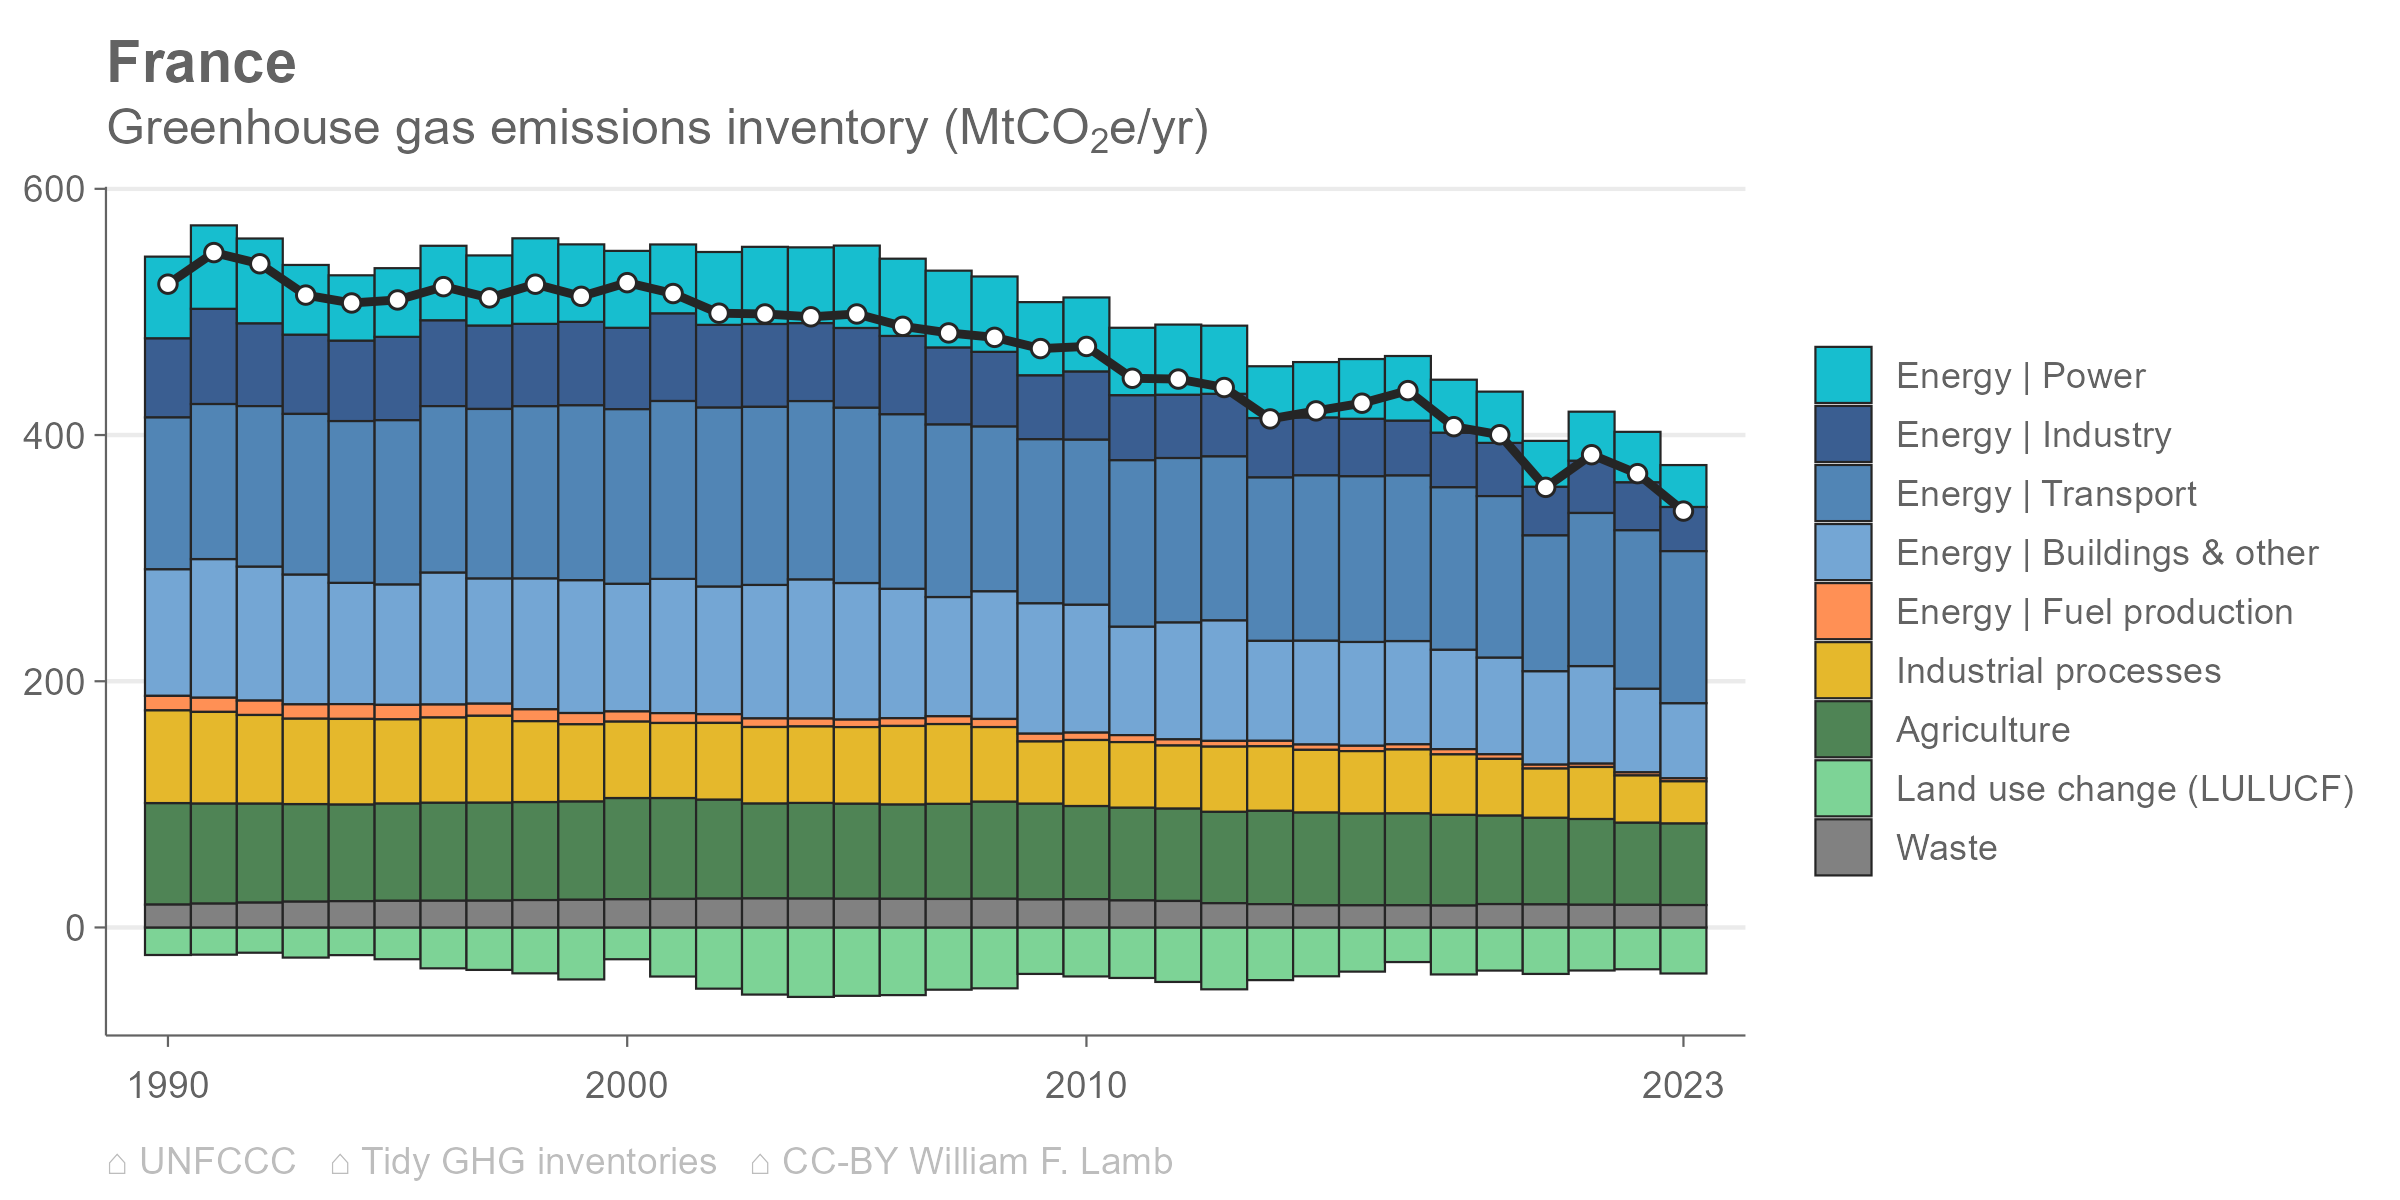 France
Greenhouse gas emissions inventory (MtCO₂e/yr)
600
400
200
0
1990
2000
2010
2023
Energy | Power
Energy | Industry
Energy | Transport
Energy | Buildings & other
Energy | Fuel production
Industrial processes
Agriculture
Land use change (LULUCF)
Waste
⌂ UNFCCC ⌂ Tidy GHG inventories ⌂ CC-BY William F. Lamb